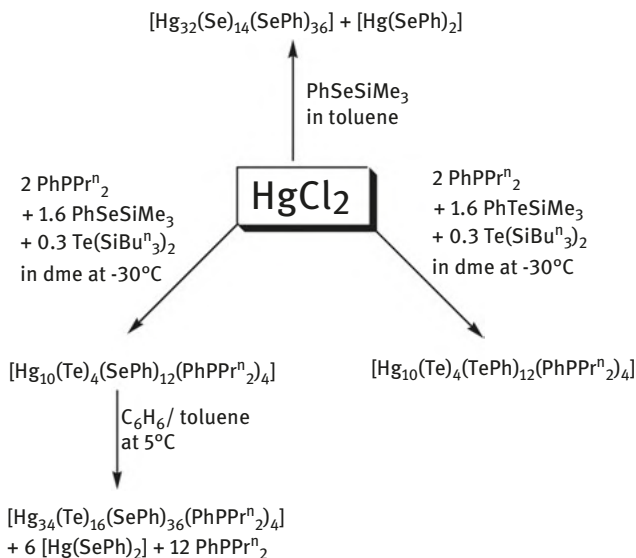 [Hg₃₂(Se)₁₄(SePh)₃₆] + [Hg(SePh)₂]
PhSeSiMe₃
in toluene
HgCl₂
2 PhPPrⁿ₂
+ 1.6 PhSeSiMe₃
+ 0.3 Te(SiBuⁿ₃)₂
in dme at -30°C
2 PhPPrⁿ₂
+ 1.6 PhTeSiMe₃
+ 0.3 Te(SiBuⁿ₃)₂
in dme at -30°C
[Hg₁₀(Te)₄(SePh)₁₂(PhPPrⁿ₂)₄]
[Hg₁₀(Te)₄(TePh)₁₂(PhPPrⁿ₂)₄]
C₆H₆/ toluene
at 5°C
[Hg₃₄(Te)₁₆(SePh)₃₆(PhPPrⁿ₂)₄]
+ 6 [Hg(SePh)₂] + 12 PhPPrⁿ₂